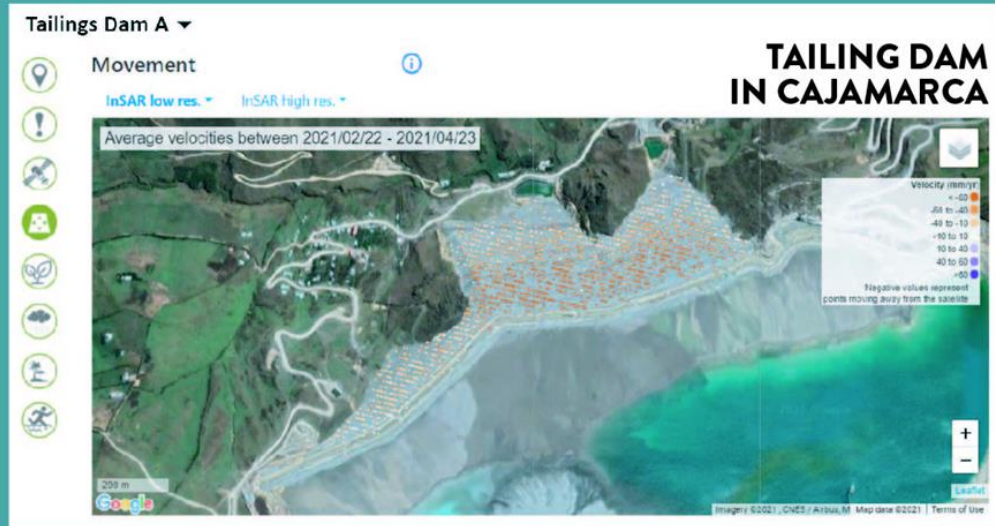 Tailings Dam A
TAILING DAM
IN CAJAMARCA
Movement
InSAR low res.
InSAR high res.
Average velocities between 2021/02/22 - 2021/04/23
Velocity (mm/yr)
< -60
-60 to -40
-40 to -10
-10 to 10
10 to 40
40 to 60
>60
Negative values represent
points moving away from the satellite
+
−
200 m
Google
Leaflet
Imagery ©2021 , CNES / Airbus, M Map data ©2021 Terms of Use